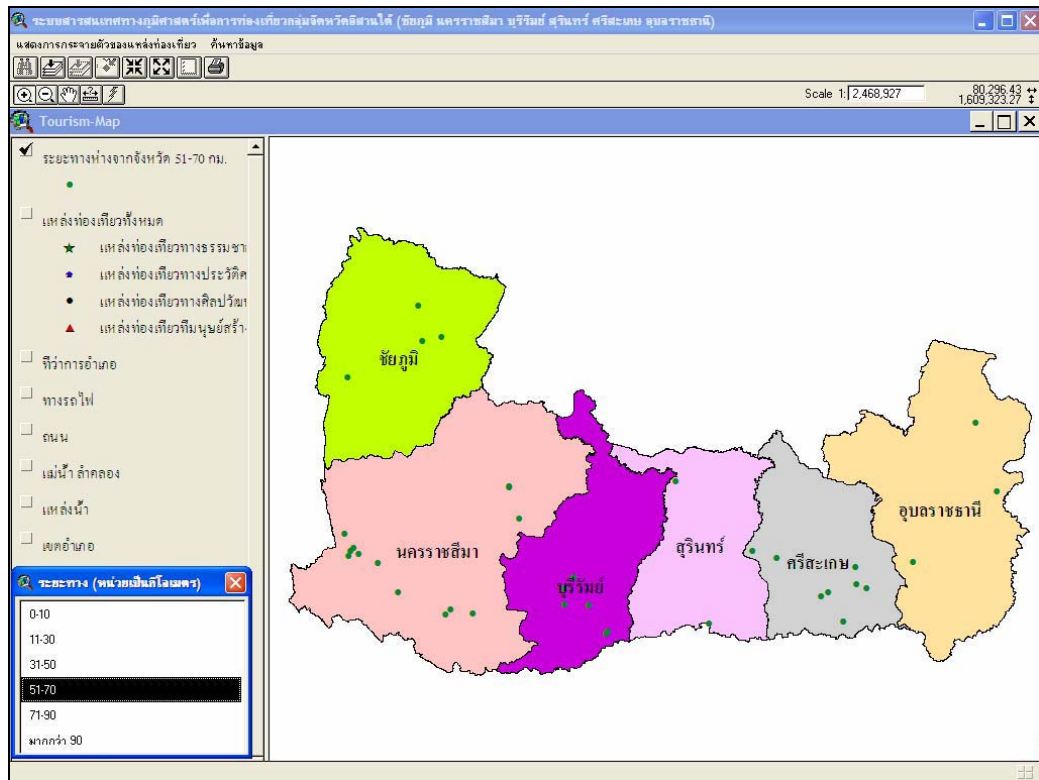 ระบบสารสนเทศทางภูมิศาสตร์เพื่อการท่องเที่ยวกลุ่มจังหวัดอีสานใต้ (ชัยภูมิ นครราชสีมา บุรีรัมย์ สุรินทร์ ศรีสะเกษ อุบลราชธานี)
แสดงการกระจายตัวของแหล่งท่องเที่ยว ค้นหาข้อมูล
Scale 1: 2,468,927
80,296.43
1,609,323.27
Tourism-Map
ระยะทางห่างจากจังหวัด 51-70 กม.
แหล่งท่องเที่ยวทั้งหมด
แหล่งท่องเที่ยวทางธรรมชา
แหล่งท่องเที่ยวทางประวัติศ
แหล่งท่องเที่ยวทางศิลปวัฒ
แหล่งท่องเที่ยวที่มนุษย์สร้า
ที่ว่าการอำเภอ
ทางรถไฟ
ถนน
แม่น้ำ ลำคลอง
แหล่งน้ำ
เขตอำเภอ
ระยะทาง (หน่วยเป็นกิโลเมตร)
0-10
11-30
31-50
51-70
71-90
มากกว่า 90
ชัยภูมิ
นครราชสีมา
บุรีรัมย์
สุรินทร์
ศรีสะเกษ
อุบลราชธานี